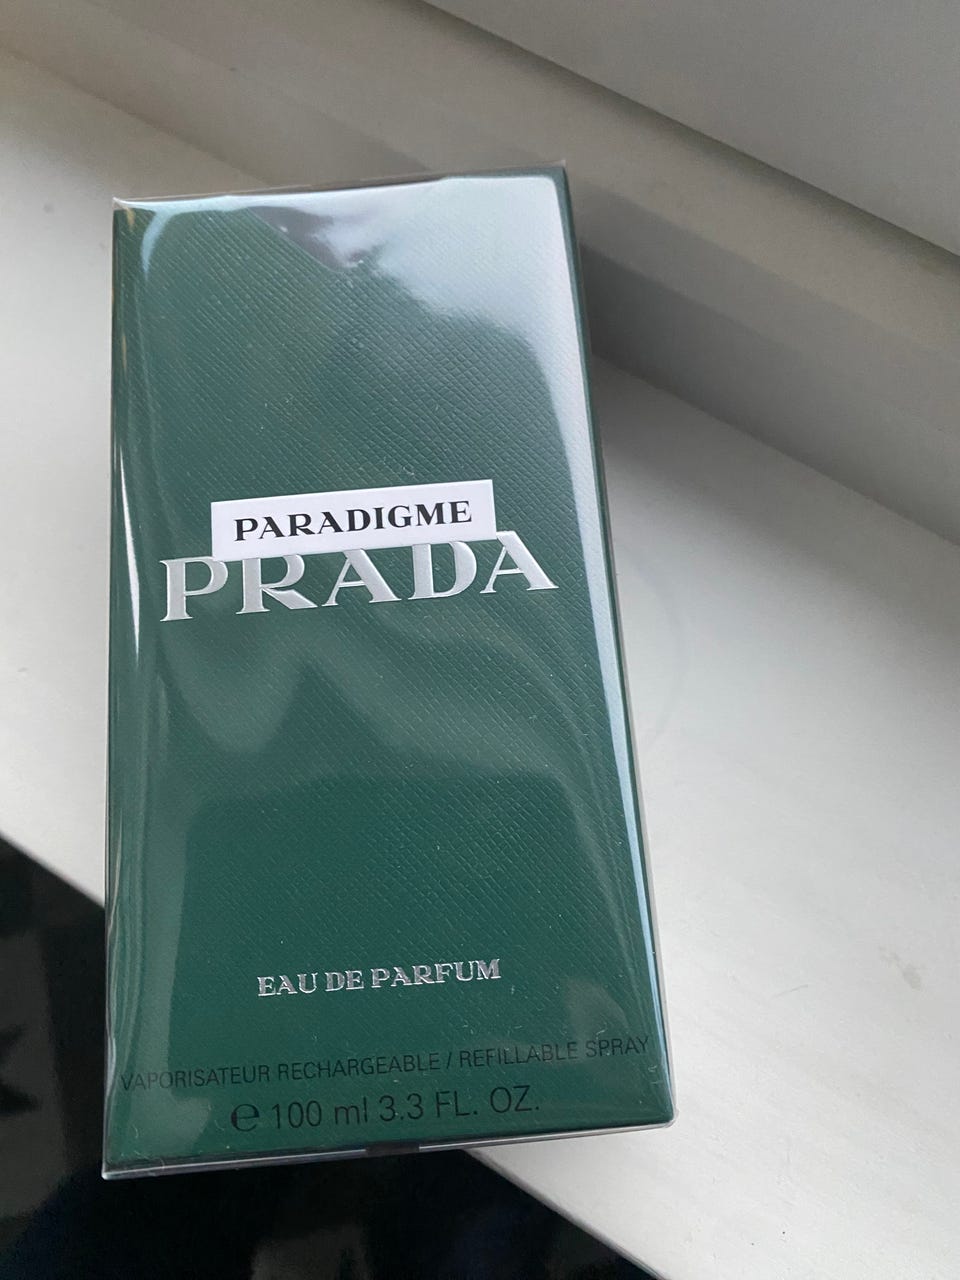 PARADIGME
PRADA
EAU DE PARFUM
VAPORISATEUR RECHARGEABLE / REFILLABLE SPRAY
℮ 100 ml 3.3 FL. OZ.